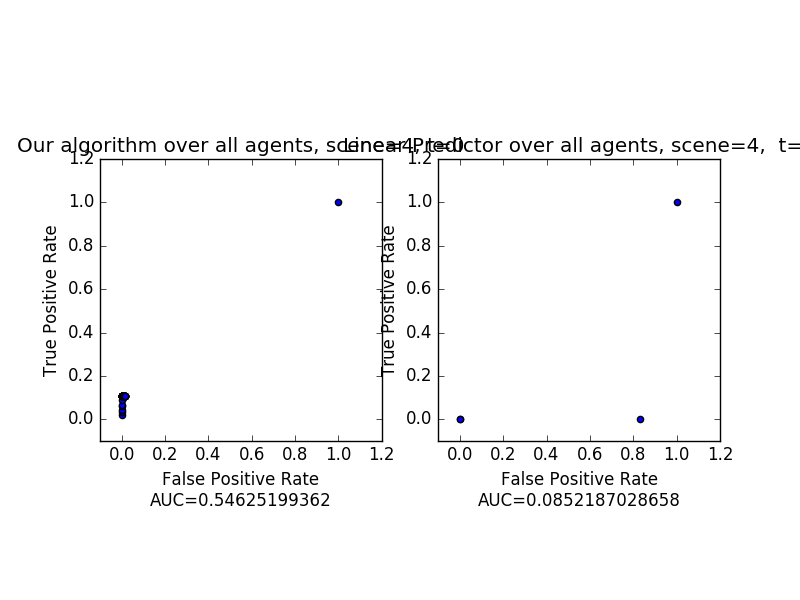 Our algorithm over all agents, scene=4, t=0
1.2
1.0
0.8
0.6
0.4
0.2
0.0
True Positive Rate
0.0 0.2 0.4 0.6 0.8 1.0 1.2
False Positive Rate
AUC=0.54625199362
Linear Predictor over all agents, scene=4, t=
1.2
1.0
0.8
0.6
0.4
0.2
0.0
True Positive Rate
0.0 0.2 0.4 0.6 0.8 1.0 1.2
False Positive Rate
AUC=0.0852187028658